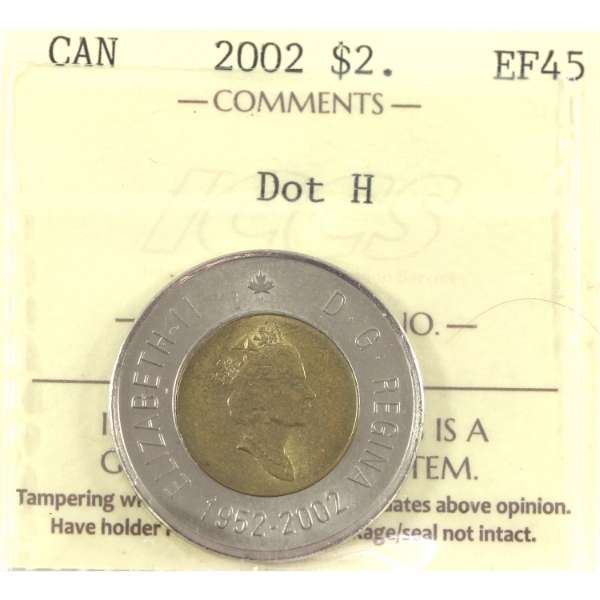 CAN 2002 $2. EF45
— COMMENTS —
Dot H
NO. —
IS A
TEM.
ELIZABETH·II D·G·REGINA
1952-2002
Tampering ates above opinion.
Have holder kage/seal not intact.